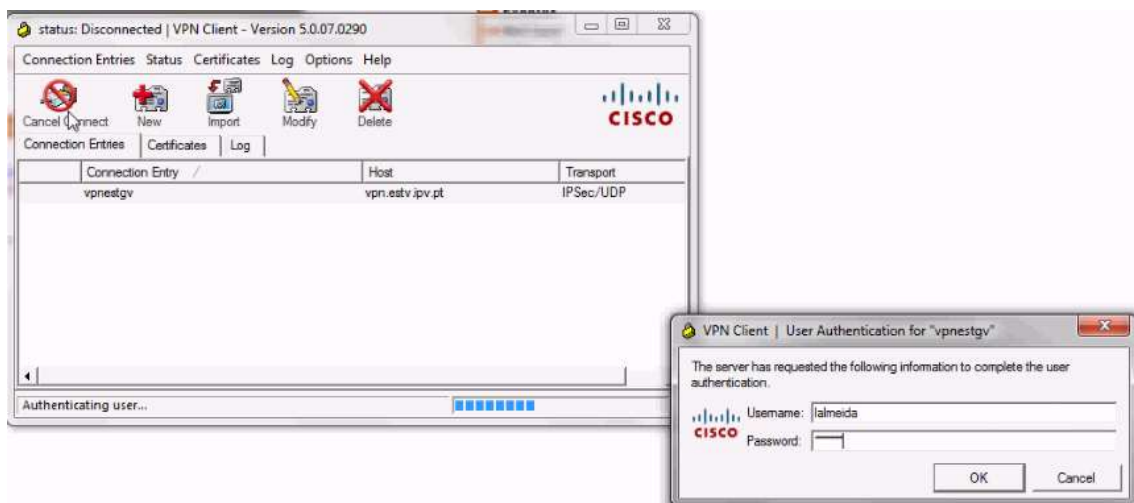 status: Disconnected | VPN Client - Version 5.0.07.0290
Connection Entries Status Certificates Log Options Help
Cancel Connect New Import Modify Delete
CISCO
Connection Entries Certificates Log
Connection Entry Host Transport
vpnestgv vpn.estv.ipv.pt IPSec/UDP
Authenticating user...
VPN Client | User Authentication for "vpnestgv"
The server has requested the following information to complete the user
authentication.
CISCO
Username: lalmeida
Password:
OK Cancel